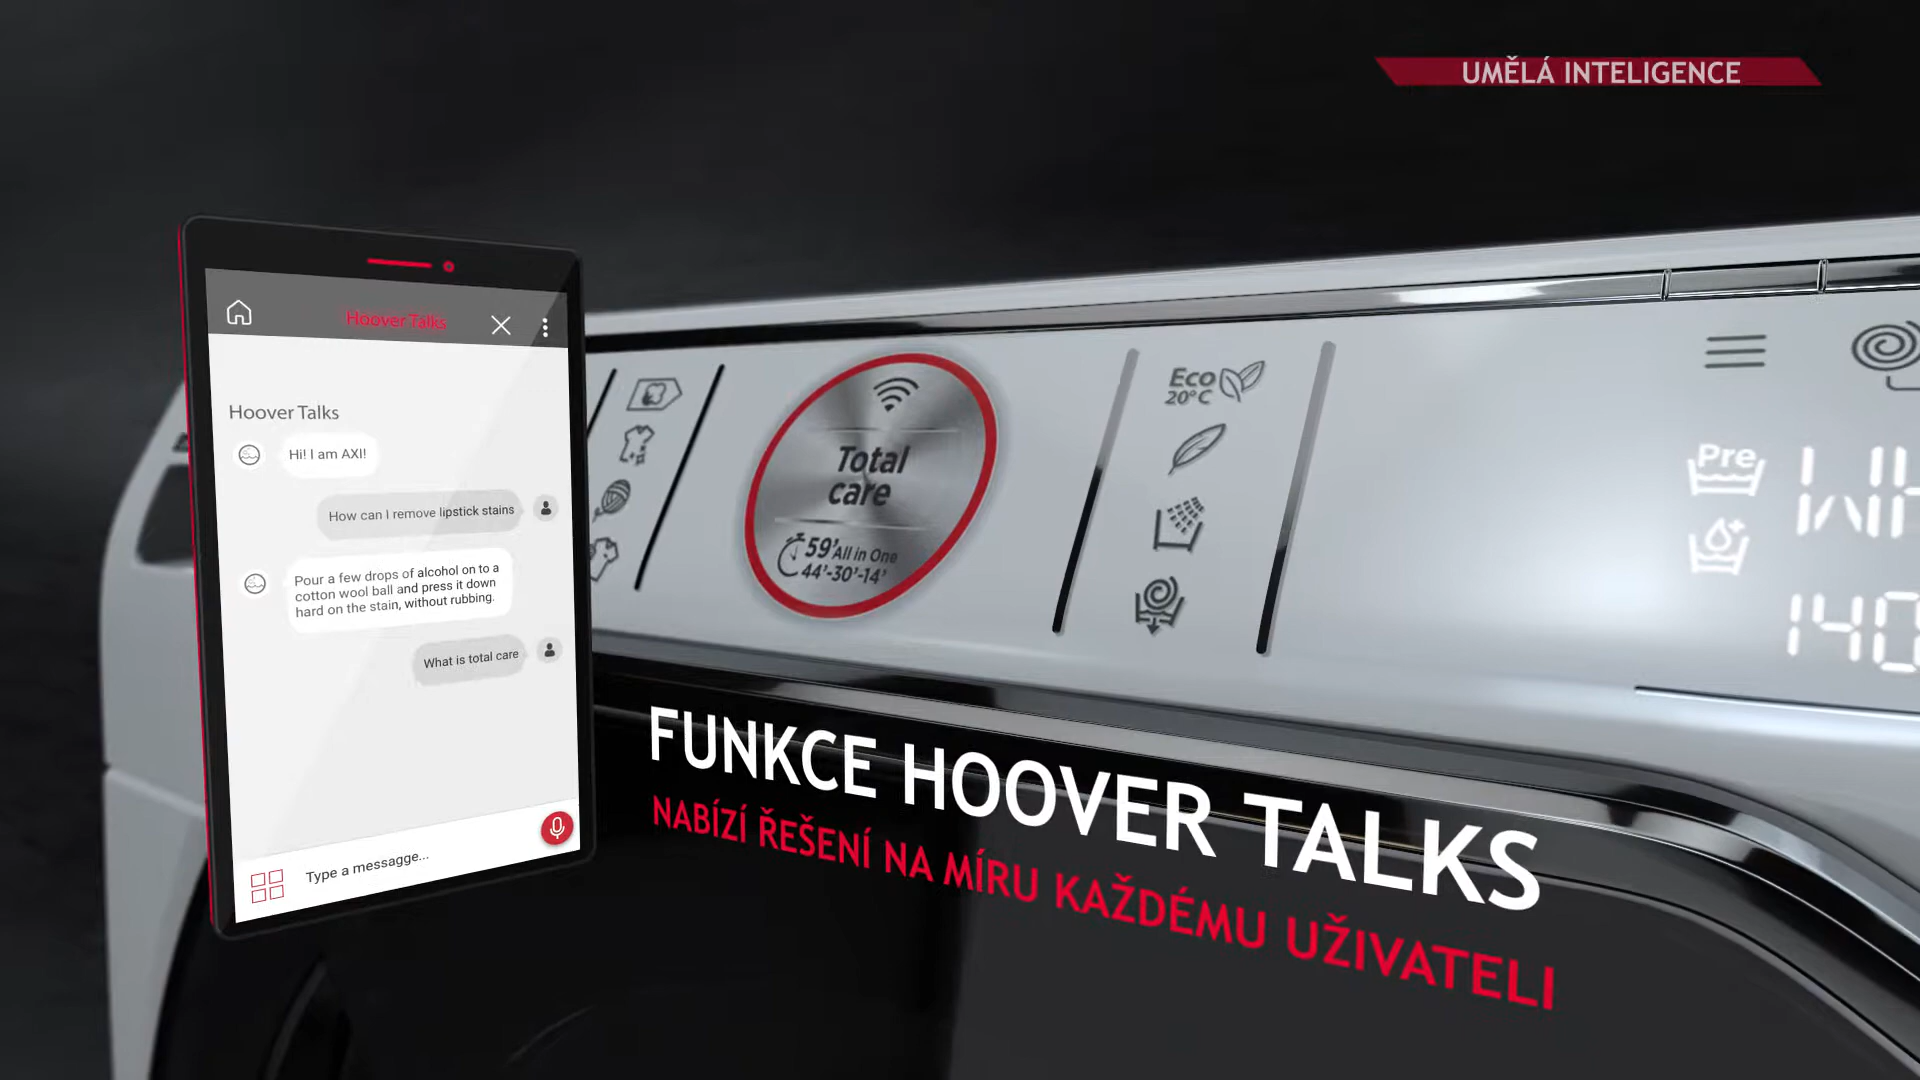 UMĚLÁ INTELIGENCE
Hoover Talks
Hoover Talks
Hi! I am AXI!
How can I remove lipstick stains
Pour a few drops of alcohol on to a
cotton wool ball and press it down
hard on the stain, without rubbing.
What is total care
Type a messagge...
Total
care
59' All in One
44'-30'-14'
Eco
20°C
Pre
140
FUNKCE HOOVER TALKS
NABÍZÍ ŘEŠENÍ NA MÍRU KAŽDÉMU UŽIVATELI